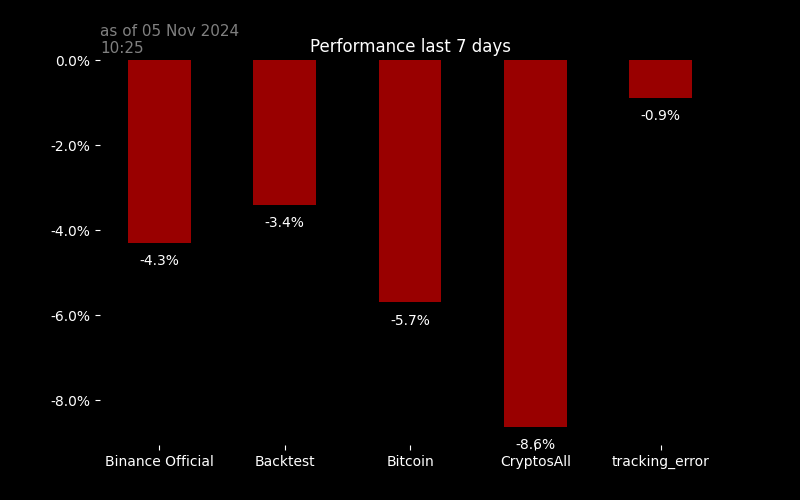 as of 05 Nov 2024
10:25
Performance last 7 days
0.0%
-2.0%
-4.0%
-6.0%
-8.0%
-4.3%
-3.4%
-5.7%
-8.6%
-0.9%
Binance Official
Backtest
Bitcoin
CryptosAll
tracking_error